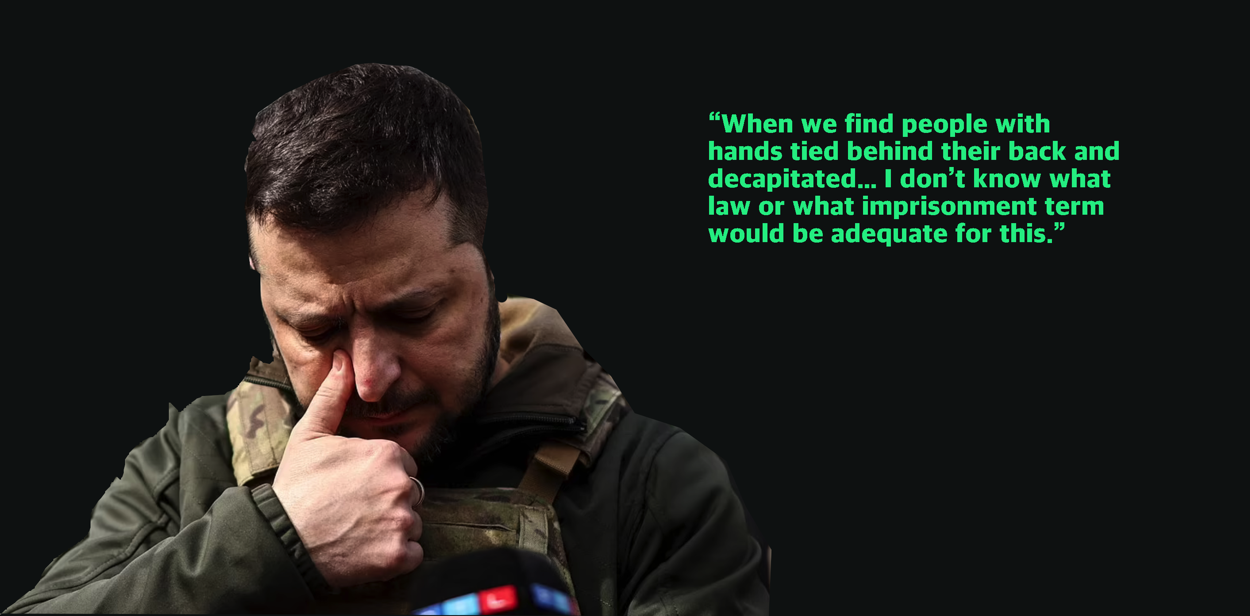 “When we find people with
hands tied behind their back and
decapitated... I don’t know what
law or what imprisonment term
would be adequate for this.”